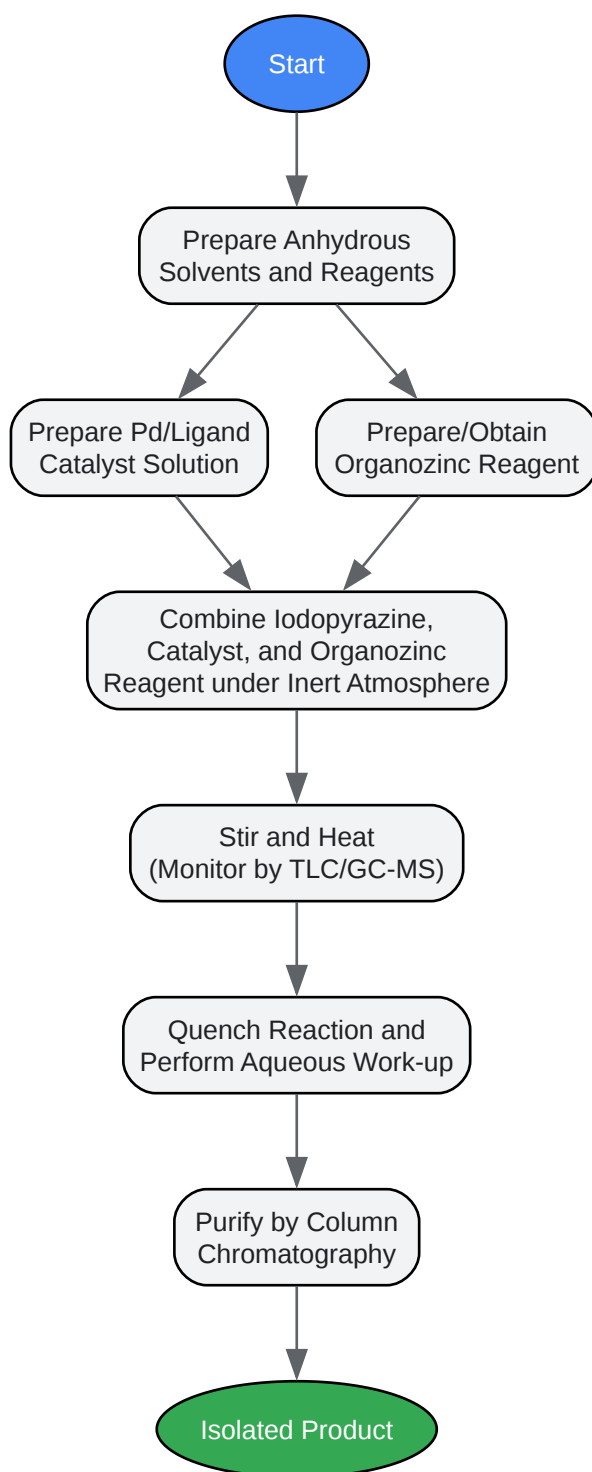 Start
Prepare Anhydrous
Solvents and Reagents
Prepare Pd/Ligand
Catalyst Solution
Prepare/Obtain
Organozinc Reagent
Combine Iodopyrazine,
Catalyst, and Organozinc
Reagent under Inert Atmosphere
Stir and Heat
(Monitor by TLC/GC-MS)
Quench Reaction and
Perform Aqueous Work-up
Purify by Column
Chromatography
Isolated Product